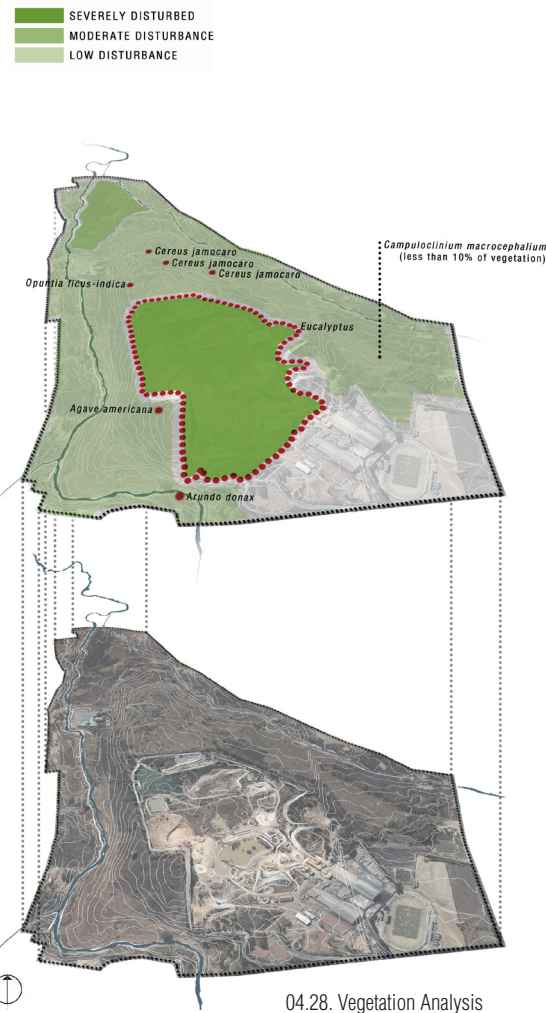 SEVERELY DISTURBED
MODERATE DISTURBANCE
LOW DISTURBANCE
Cereus jamocaro
Cereus jamocaro
Cereus jamocaro
Campuloclinium macrocephalium
(less than 10% of vegetation)
Opuntia ficus-indica
Eucalyptus
Agave americana
Arundo donax
04.28. Vegetation Analysis